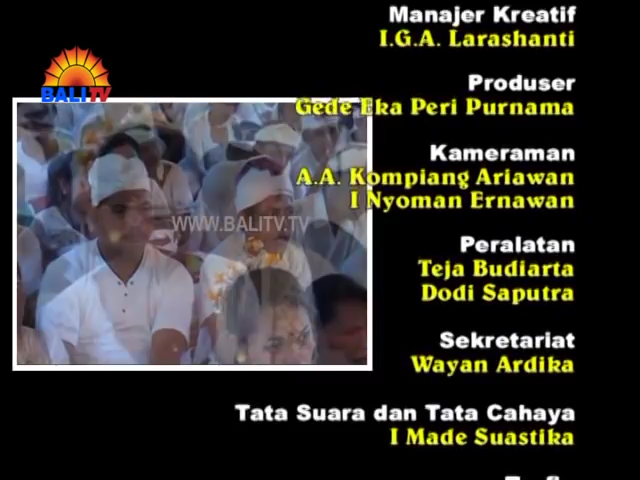 Manajer Kreatif
I.G.A. Larashanti
BALI TV
Produser
Gede Eka Peri Purnama
Kameraman
A.A. Kompiang Ariawan
I Nyoman Ernawan
WWW.BALITV.TV
Peralatan
Teja Budiarta
Dodi Saputra
Sekretariat
Wayan Ardika
Tata Suara dan Tata Cahaya
I Made Suastika